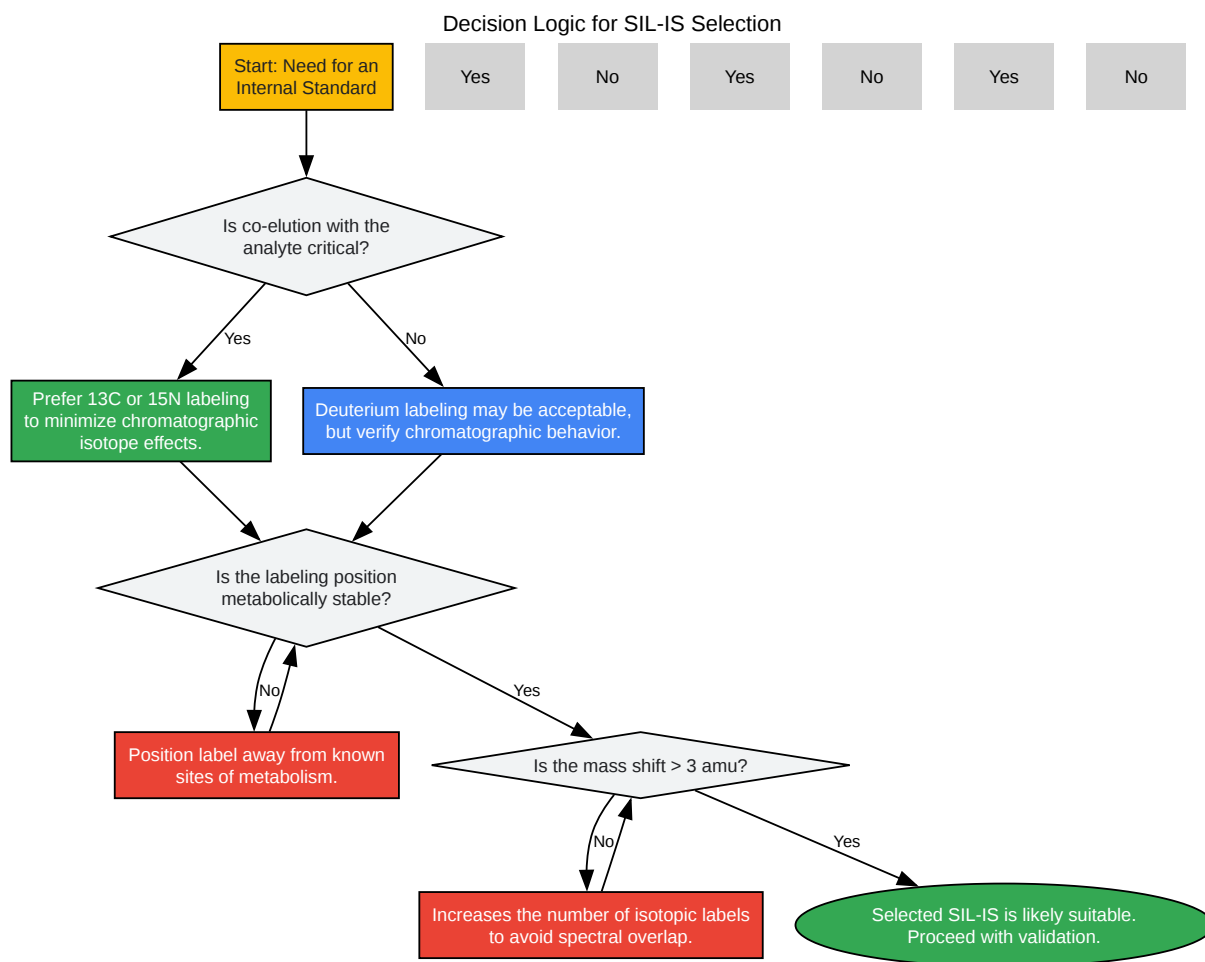 Decision Logic for SIL-IS Selection
Start: Need for an
Internal Standard
Yes
No
Yes
No
Yes
No
Is co-elution with the
analyte critical?
Yes
No
Prefer 13C or 15N labeling
to minimize chromatographic
isotope effects.
Deuterium labeling may be acceptable,
but verify chromatographic behavior.
Is the labeling position
metabolically stable?
No
Yes
Position label away from known
sites of metabolism.
Is the mass shift > 3 amu?
No
Yes
Increases the number of isotopic labels
to avoid spectral overlap.
Selected SIL-IS is likely suitable.
Proceed with validation.